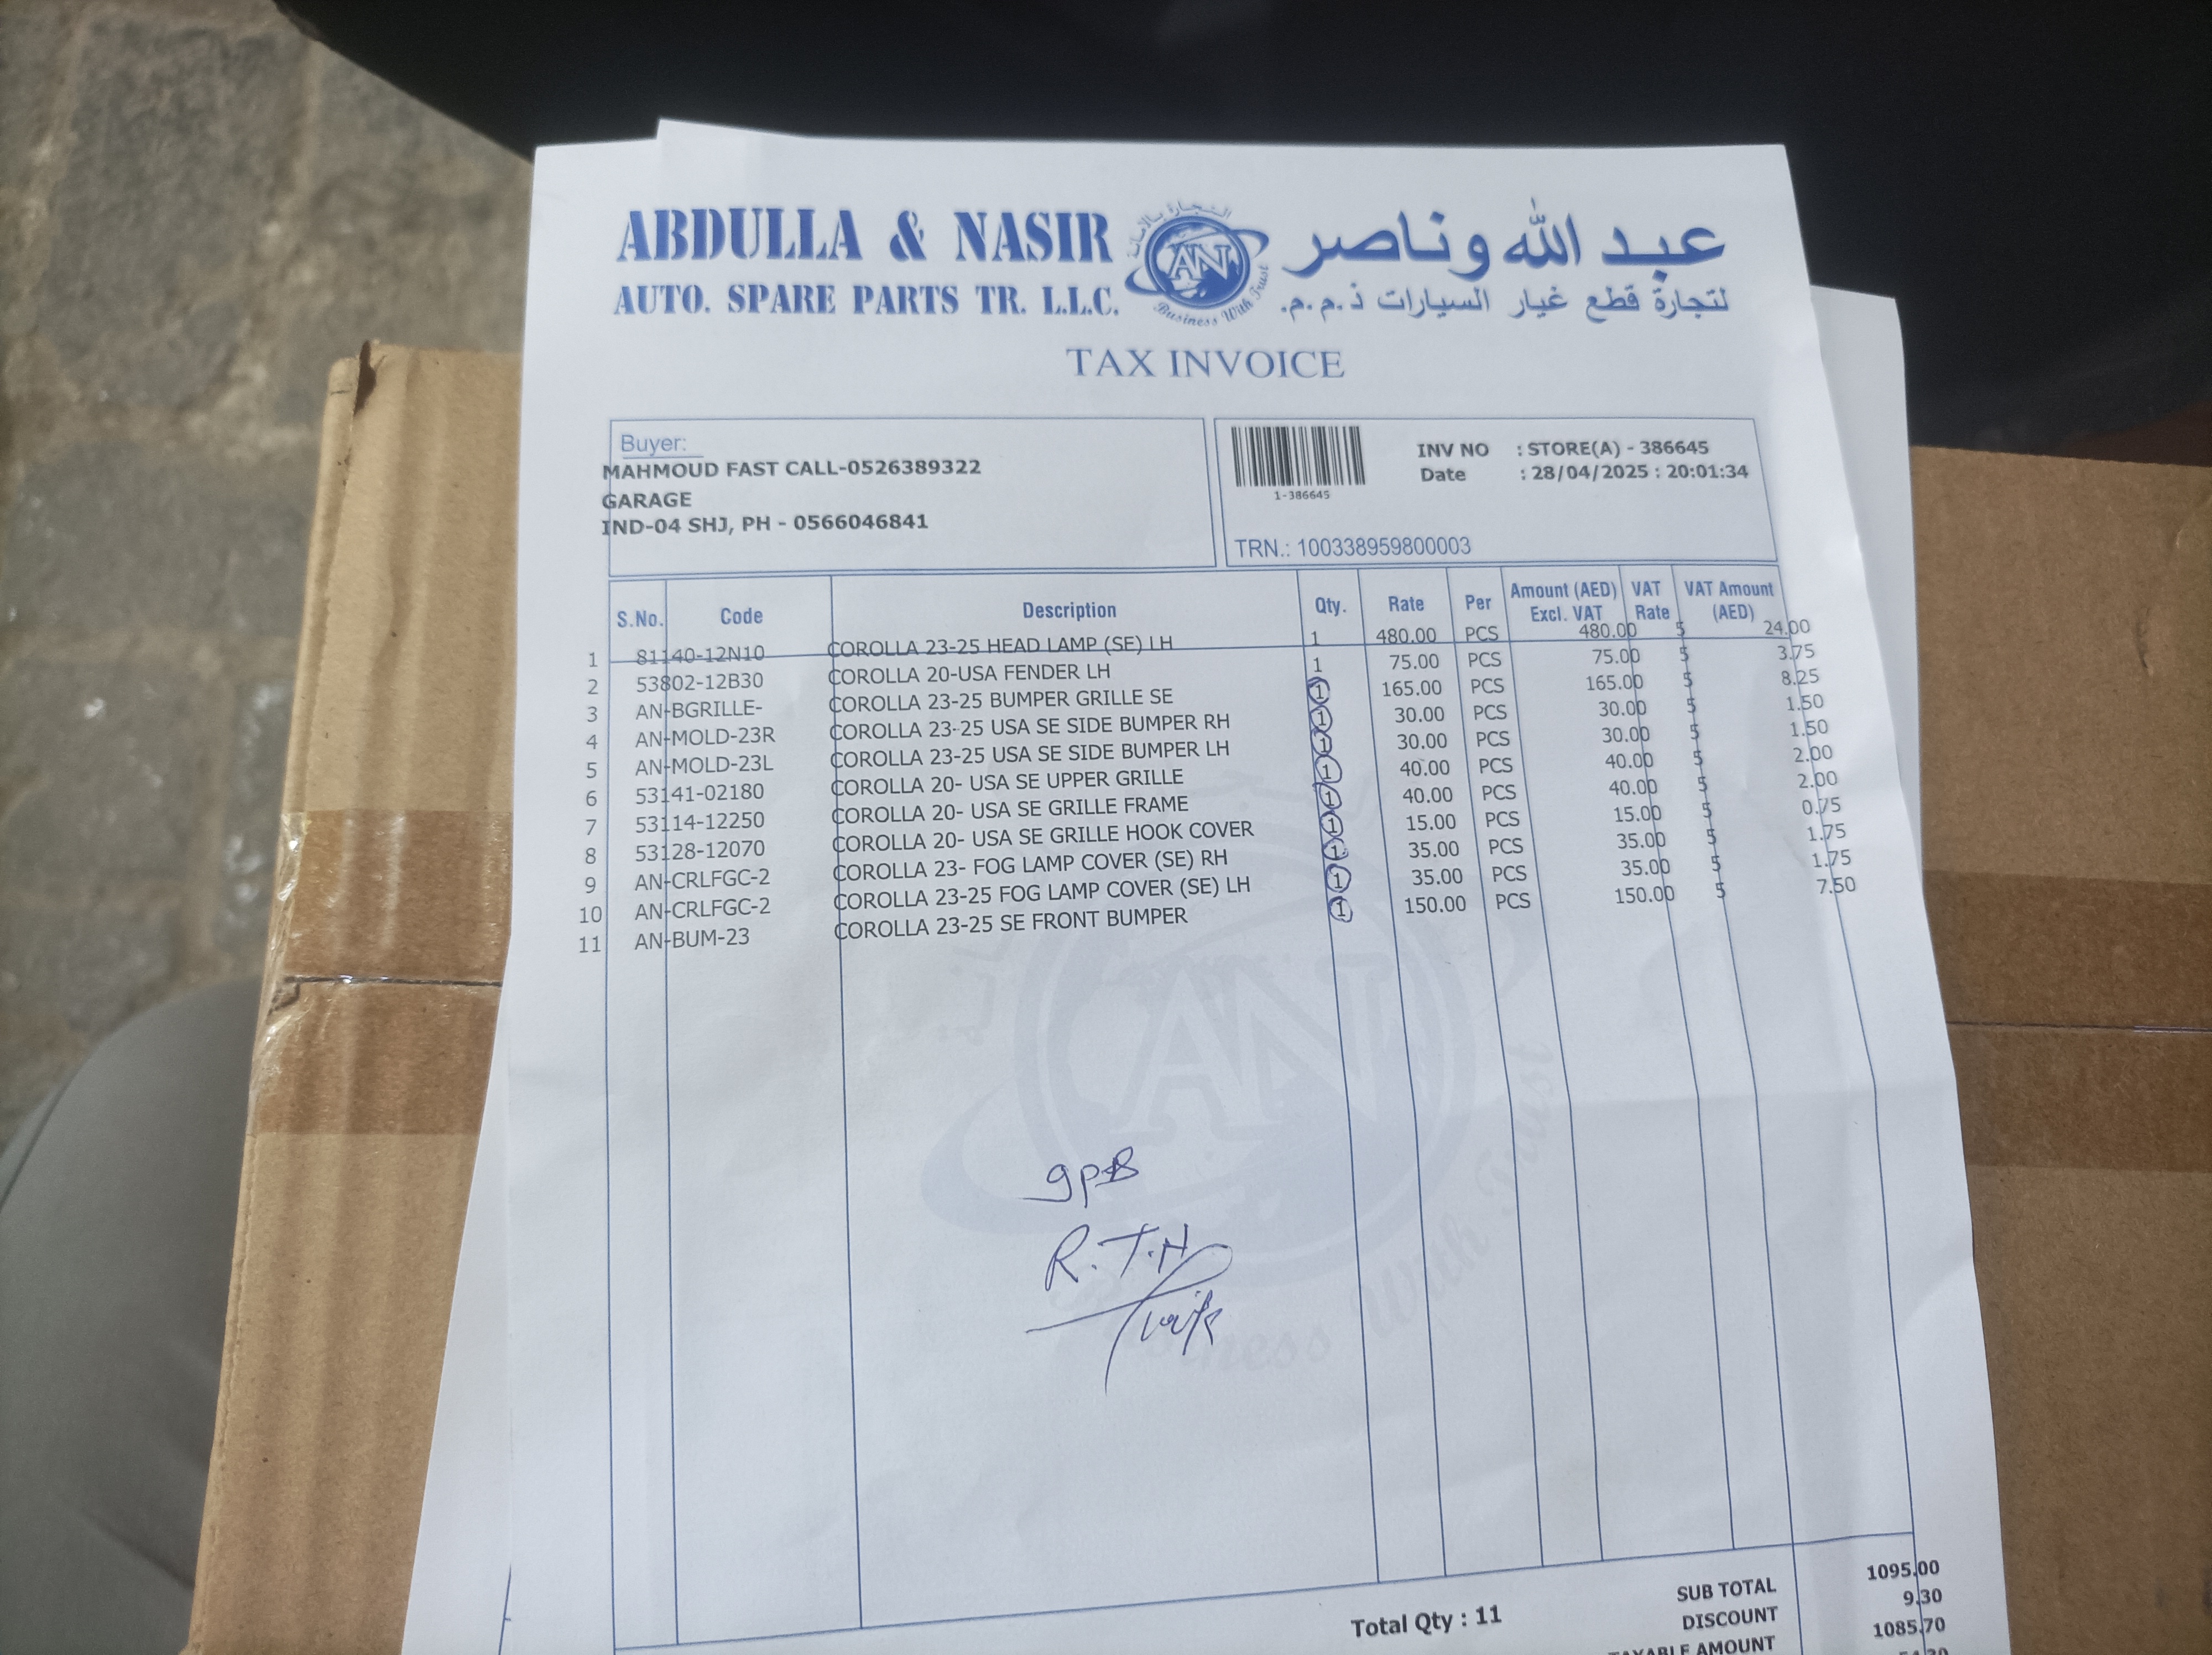 ABDULLA & NASIR
AUTO. SPARE PARTS TR. L.L.C.
التجارة بالأمانة
AN
Business With Trust
عبد الله وناصر
لتجارة قطع غيار السيارات ذ.م.م.
TAX INVOICE
Buyer:
MAHMOUD FAST CALL-0526389322
GARAGE
IND-04 SHJ, PH - 0566046841
1-386645
INV NO : STORE(A) - 386645
Date : 28/04/2025 : 20:01:34
TRN.: 100338959800003
S.No. Code Description Qty. Rate Per Amount (AED) Excl. VAT VAT Rate VAT Amount (AED)
1 81140-12N10 COROLLA 23-25 HEAD LAMP (SE) LH 1 480.00 PCS 480.00 5 24.00
2 53802-12B30 COROLLA 20-USA FENDER LH 1 75.00 PCS 75.00 5 3.75
3 AN-BGRILLE- COROLLA 23-25 BUMPER GRILLE SE 1 165.00 PCS 165.00 5 8.25
4 AN-MOLD-23R COROLLA 23-25 USA SE SIDE BUMPER RH 1 30.00 PCS 30.00 5 1.50
5 AN-MOLD-23L COROLLA 23-25 USA SE SIDE BUMPER LH 1 30.00 PCS 30.00 5 1.50
6 53141-02180 COROLLA 20- USA SE UPPER GRILLE 1 40.00 PCS 40.00 5 2.00
7 53114-12250 COROLLA 20- USA SE GRILLE FRAME 1 40.00 PCS 40.00 5 2.00
8 53128-12070 COROLLA 20- USA SE GRILLE HOOK COVER 1 15.00 PCS 15.00 5 0.75
9 AN-CRLFGC-2 COROLLA 23- FOG LAMP COVER (SE) RH 1 35.00 PCS 35.00 5 1.75
10 AN-CRLFGC-2 COROLLA 23-25 FOG LAMP COVER (SE) LH 1 35.00 PCS 35.00 5 1.75
11 AN-BUM-23 COROLLA 23-25 SE FRONT BUMPER 1 150.00 PCS 150.00 5 7.50
AN
Business With Trust
R.T.H
Total Qty : 11
SUB TOTAL 1095.00
DISCOUNT 9.30
TAXABLE AMOUNT 1085.70